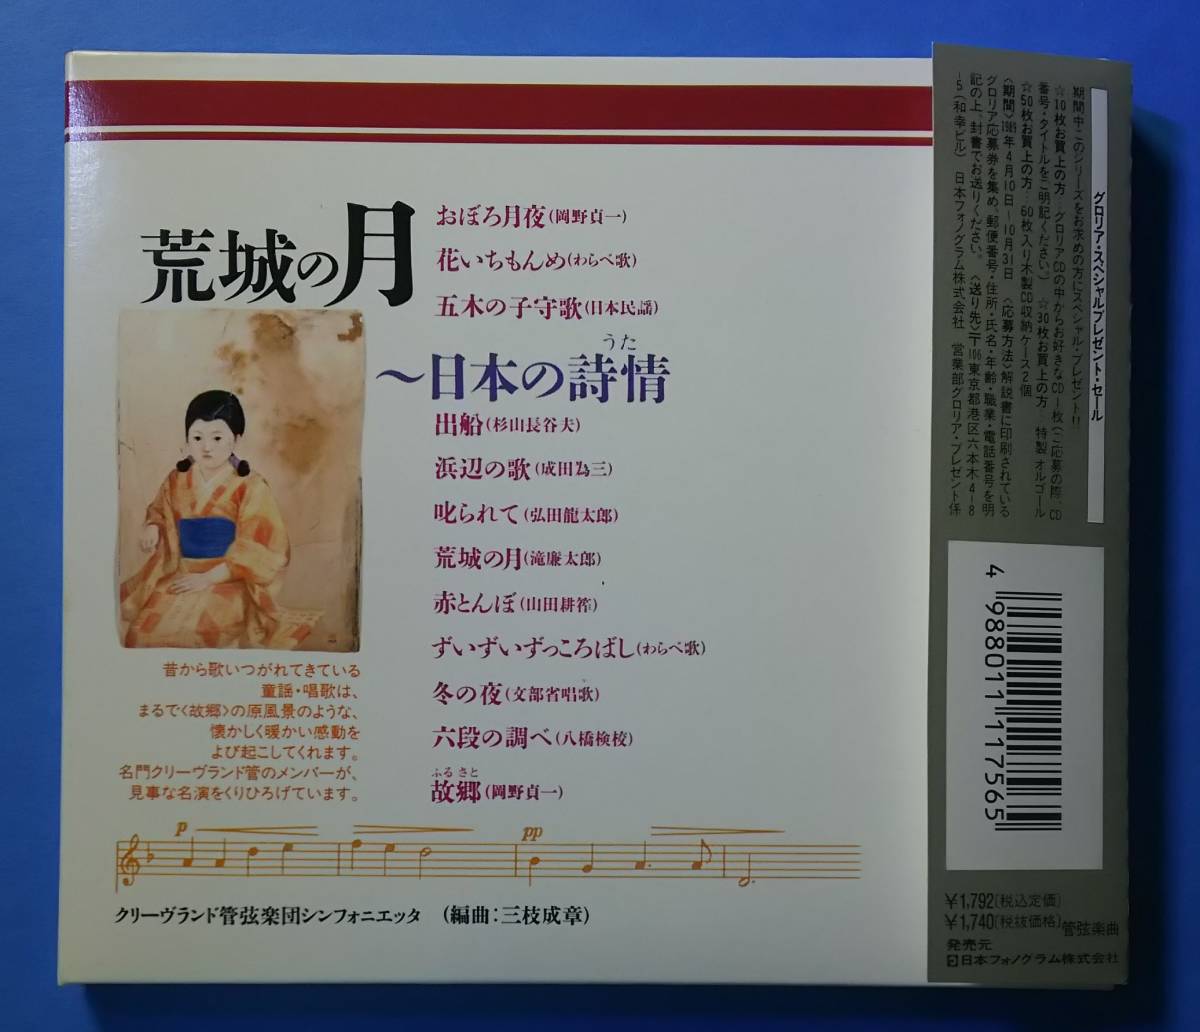 荒城の月
おぼろ月夜(岡野貞一)
花いちもんめ(わらべ歌)
五木の子守歌(日本民謡)
うた
〜日本の詩情
出船(杉山長谷夫)
浜辺の歌(成田為三)
叱られて(弘田龍太郎)
荒城の月(滝廉太郎)
赤とんぼ(山田耕筰)
ずいずいずっころばし(わらべ歌)
冬の夜(文部省唱歌)
六段の調べ(八橋検校)
ふるさと
故郷(岡野貞一)
昔から歌いつがれてきている
童謡・唱歌は、
まるで〈故郷〉の原風景のような、
懐かしく暖かい感動を
よび起こしてくれます。
名門クリーヴランド管のメンバーが、
見事な名演をくりひろげています。
p
pp
クリーヴランド管弦楽団シンフォニエッタ (編曲:三枝成章)
グロリア・スペシャルプレゼント・セール
期間中このシリーズをお求めの方にスペシャル・プレゼント!!
☆10枚お買上の方…グロリアCDの中からお好きなCD1枚(ご応募の際、CD
番号・タイトルをご明記ください。) ☆30枚お買上の方…特製オルゴール
☆50枚お買上の方…60枚入り木製CD収納ケース2個
〈期間〉1989年4月10日―10月31日 〈応募方法〉解説書に印刷されている
グロリア応募券を集め、郵便番号・住所・氏名・年齢・職業・電話番号を明
記の上、封書でお送りください。 〈送り先〉〒106東京都港区六本木4―8
―5(和幸ビル) 日本フォノグラム株式会社 営業部グロリア・プレゼント係
4 988011 117565
¥1,792(税込定価)
¥1,740(税抜価格)
管弦楽曲
発売元
日本フォノグラム株式会社